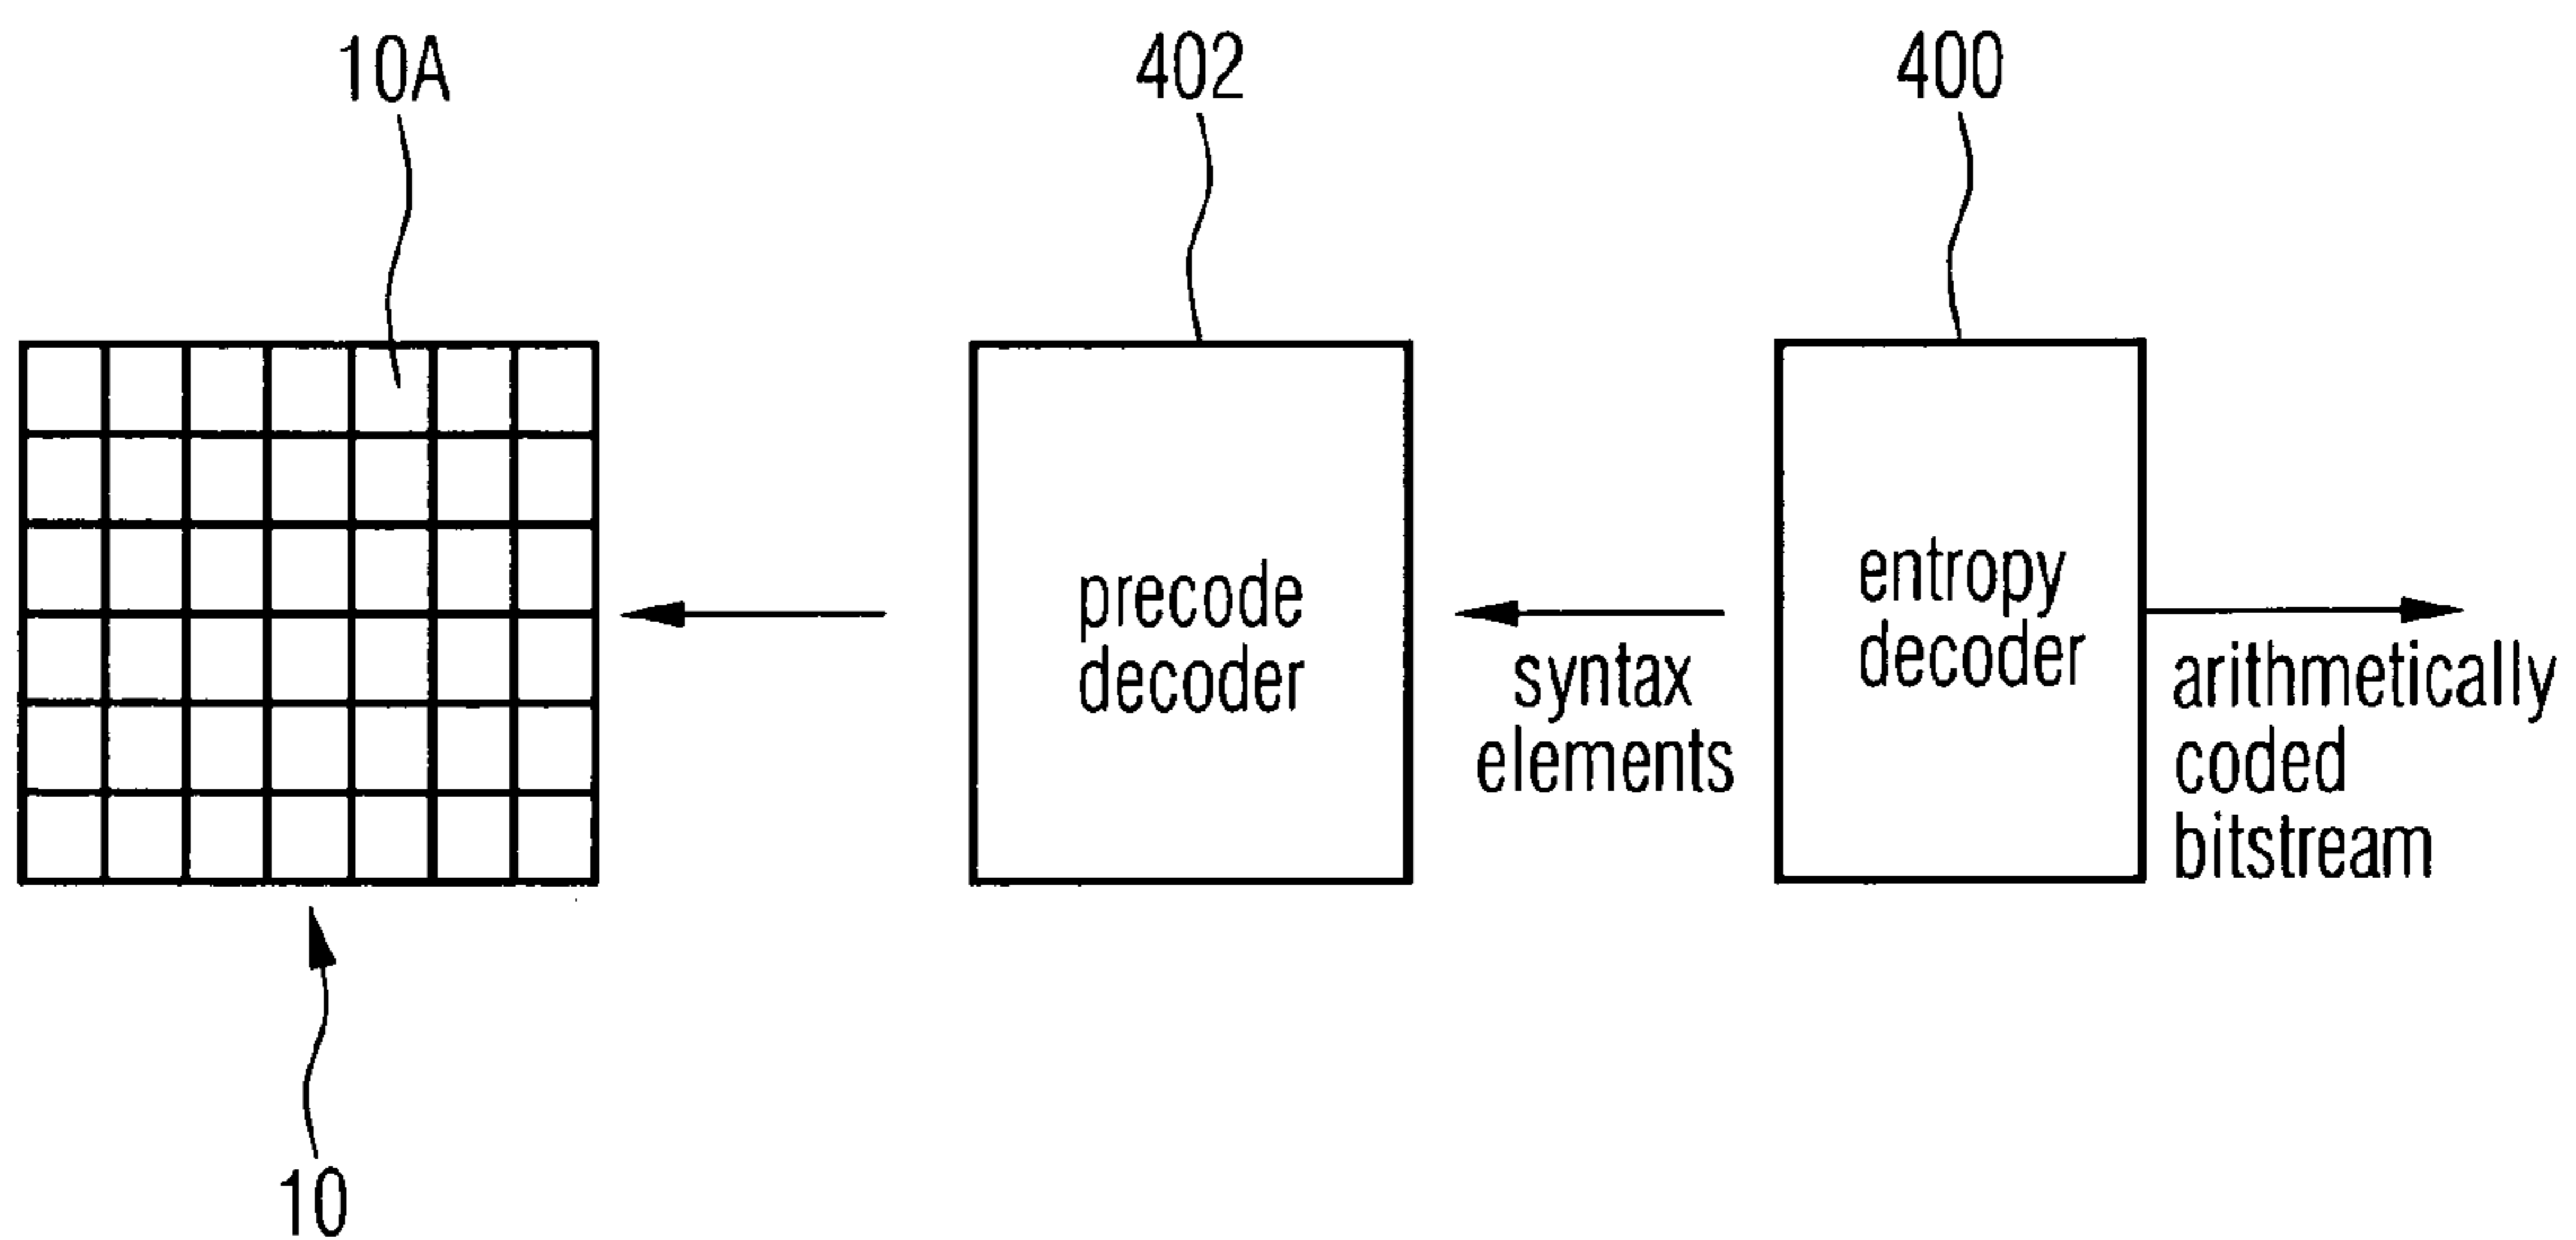 10A
402
400
precode
decoder
syntax
elements
entropy
decoder
arithmetically
coded
bitstream
10